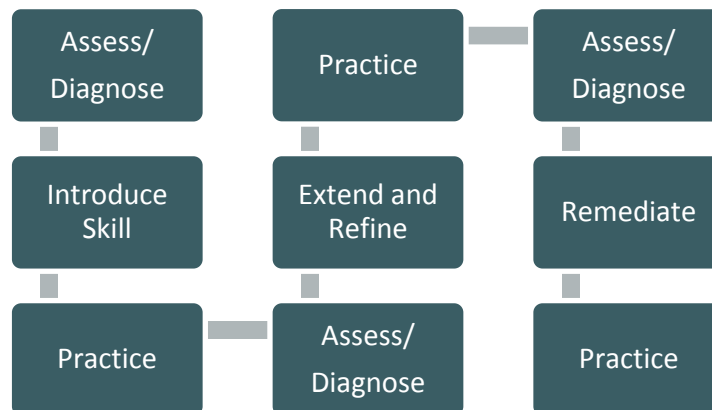 Assess/
Diagnose
Introduce
Skill
Practice
Assess/
Diagnose
Extend and
Refine
Practice
Assess/
Diagnose
Remediate
Practice